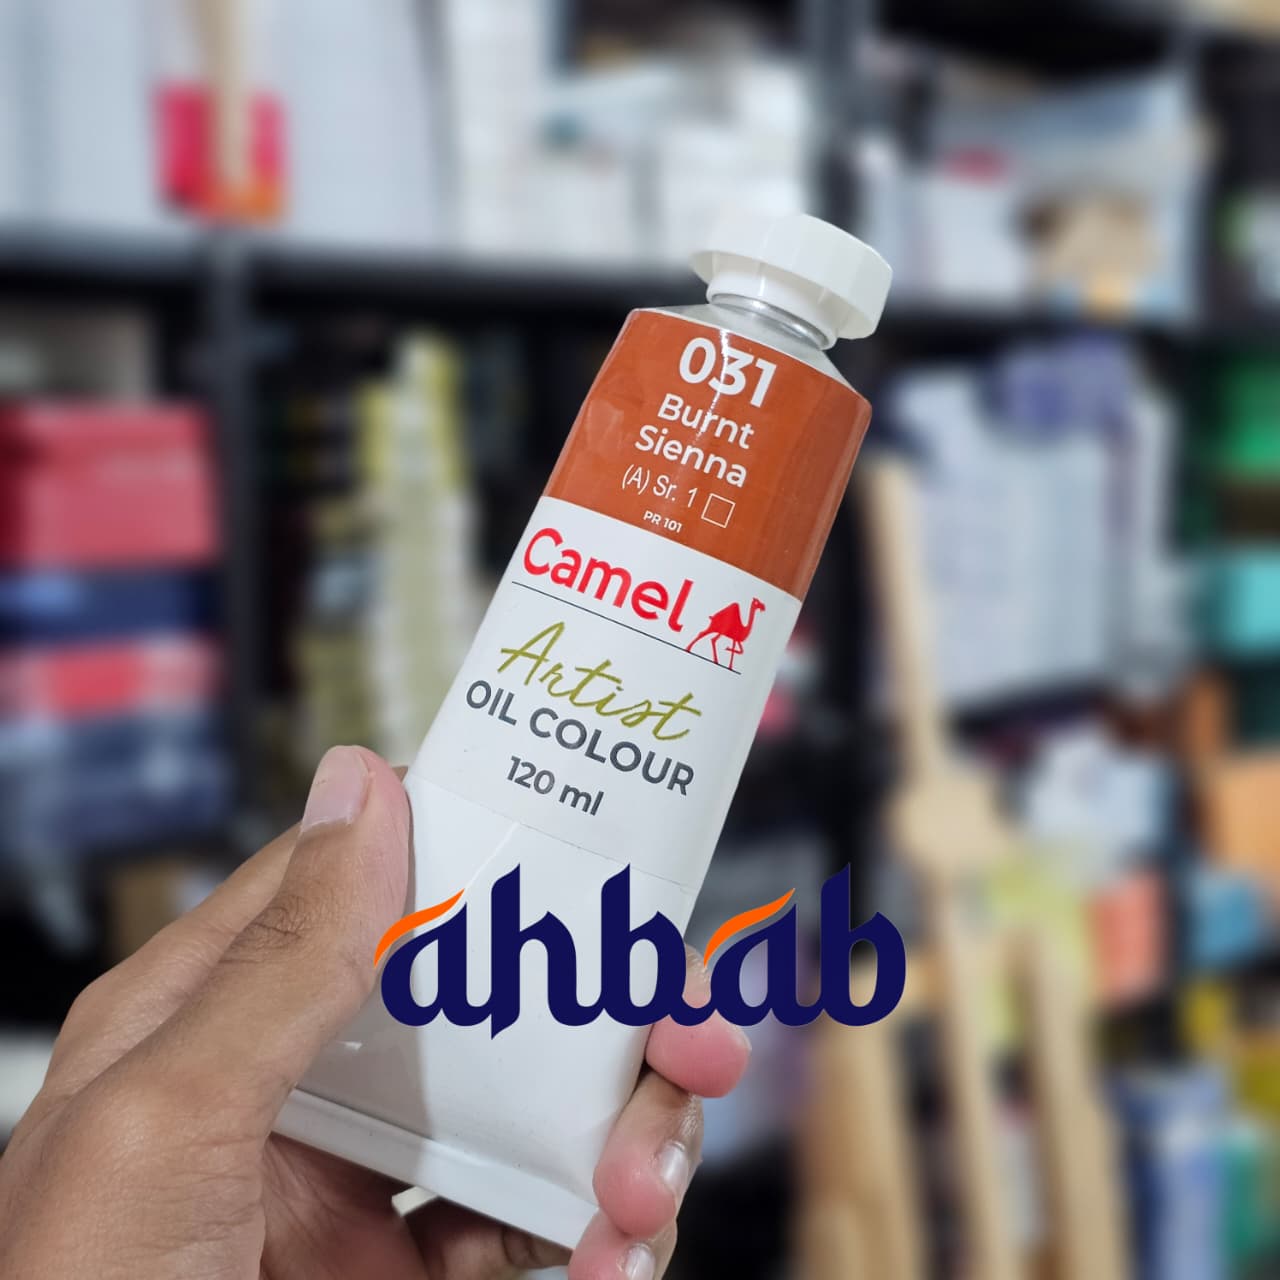 031
Burnt
Sienna
(A) Sr. 1
PR 101
Camel
Artist
OIL COLOUR
120 ml
ahbab